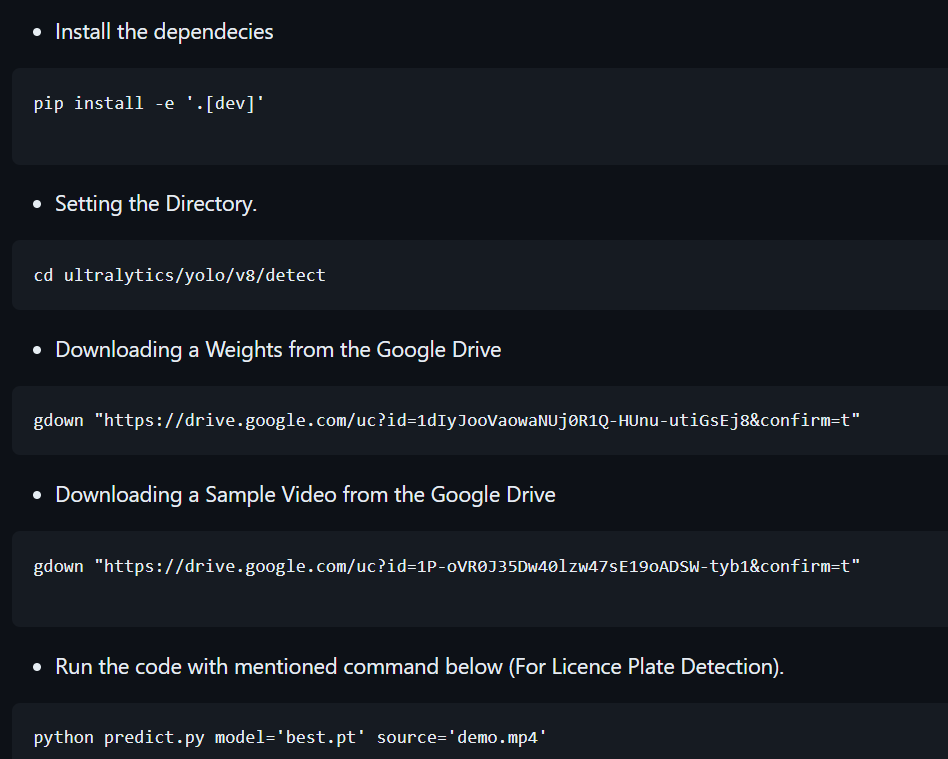 Install the dependecies
pip install -e '.[dev]'
Setting the Directory.
cd ultralytics/yolo/v8/detect
Downloading a Weights from the Google Drive
gdown "https://drive.google.com/uc?id=1dIyJooVaowaNUj0R1Q-HUnu-utiGsEj8&confirm=t"
Downloading a Sample Video from the Google Drive
gdown "https://drive.google.com/uc?id=1P-oVR0J35Dw40lzw47sE19oADSW-tyb1&confirm=t"
Run the code with mentioned command below (For Licence Plate Detection).
python predict.py model='best.pt' source='demo.mp4'